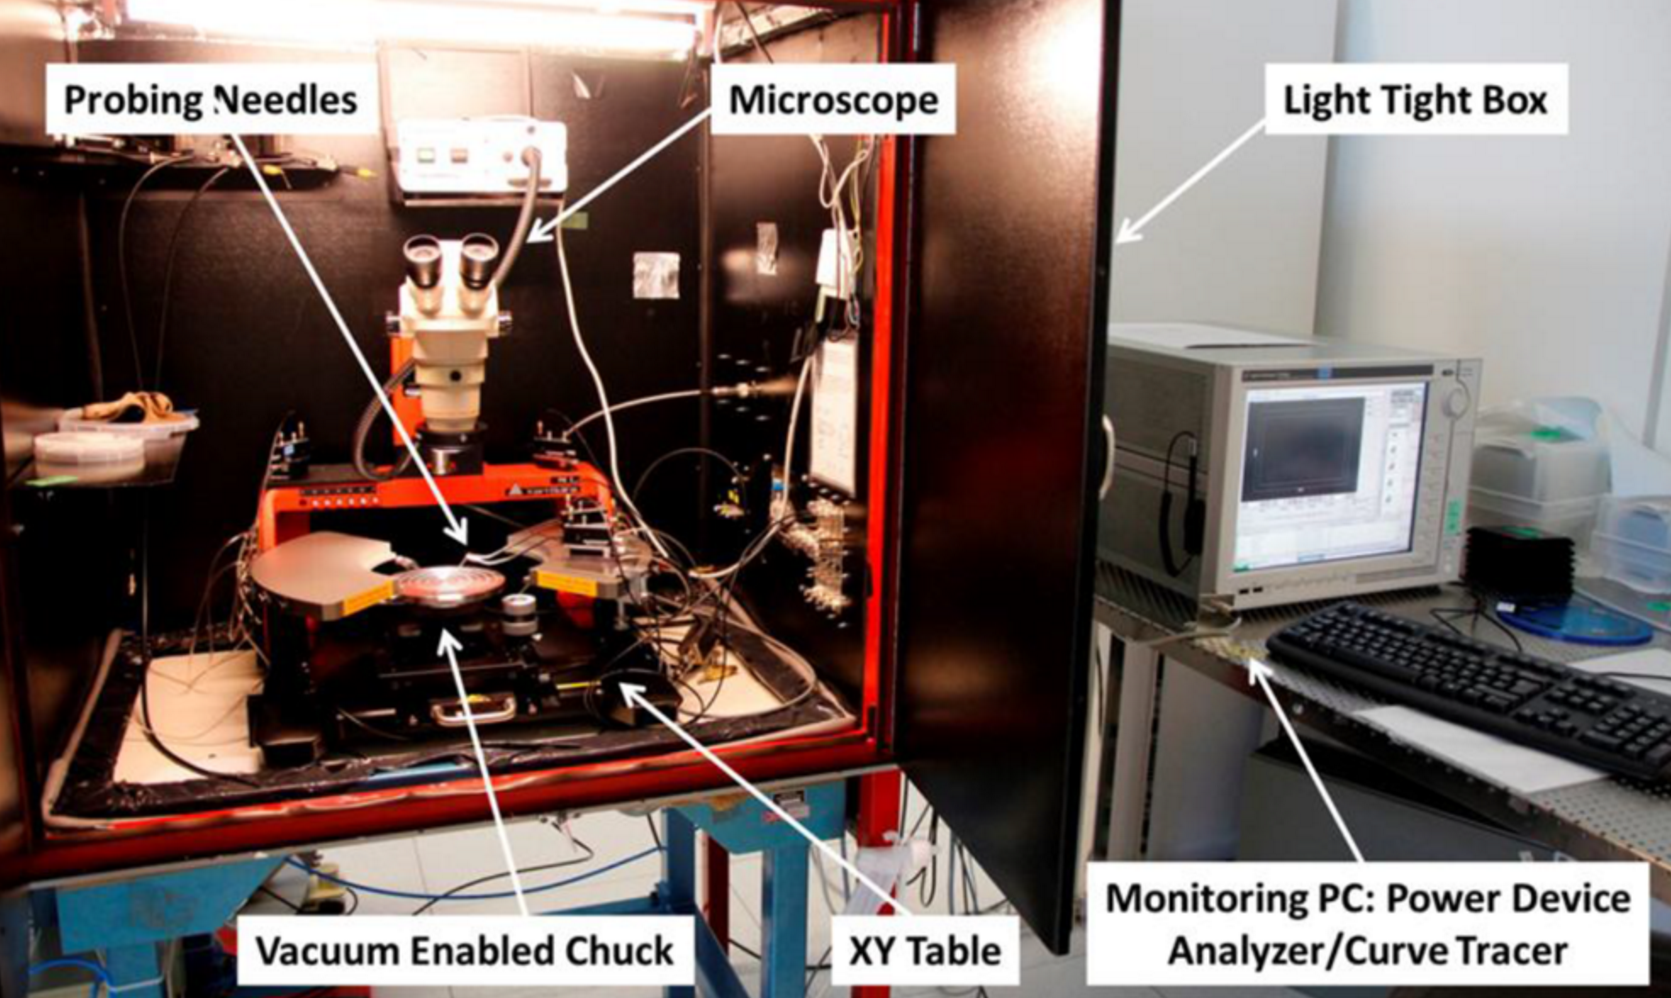 Probing Needles
Microscope
Light Tight Box
Vacuum Enabled Chuck
XY Table
Monitoring PC: Power Device
Analyzer/Curve Tracer